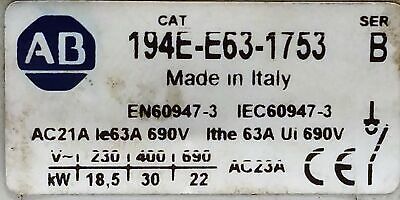 AB
CAT
SER
194E-E63-1753
B
Made in Italy
EN60947-3 IEC60947-3
AC21A Ie63A 690V Ithe 63A Ui 690V
V~ 230 400 690
kW 18,5 30 22
AC23A
CE